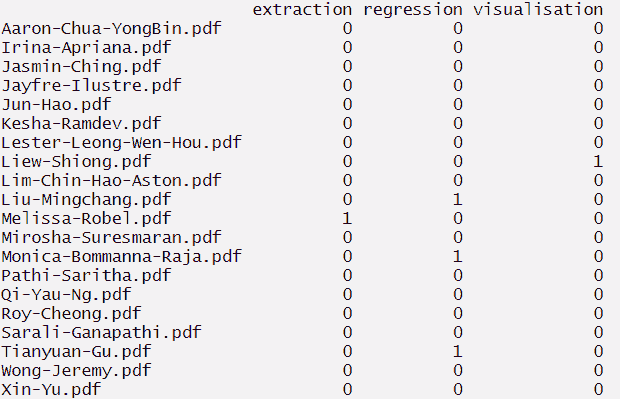 extraction regression visualisation
Aaron-Chua-YongBin.pdf 0 0 0
Irina-Apriana.pdf 0 0 0
Jasmin-Ching.pdf 0 0 0
Jayfre-Ilustre.pdf 0 0 0
Jun-Hao.pdf 0 0 0
Kesha-Ramdev.pdf 0 0 0
Lester-Leong-Wen-Hou.pdf 0 0 0
Liew-Shiong.pdf 0 0 1
Lim-Chin-Hao-Aston.pdf 0 0 0
Liu-Mingchang.pdf 0 1 0
Melissa-Robel.pdf 1 0 0
Mirosha-Suresmaran.pdf 0 0 0
Monica-Bommanna-Raja.pdf 0 1 0
Pathi-Saritha.pdf 0 0 0
Qi-Yau-Ng.pdf 0 0 0
Roy-Cheong.pdf 0 0 0
Sarali-Ganapathi.pdf 0 0 0
Tianyuan-Gu.pdf 0 1 0
Wong-Jeremy.pdf 0 0 0
Xin-Yu.pdf 0 0 0